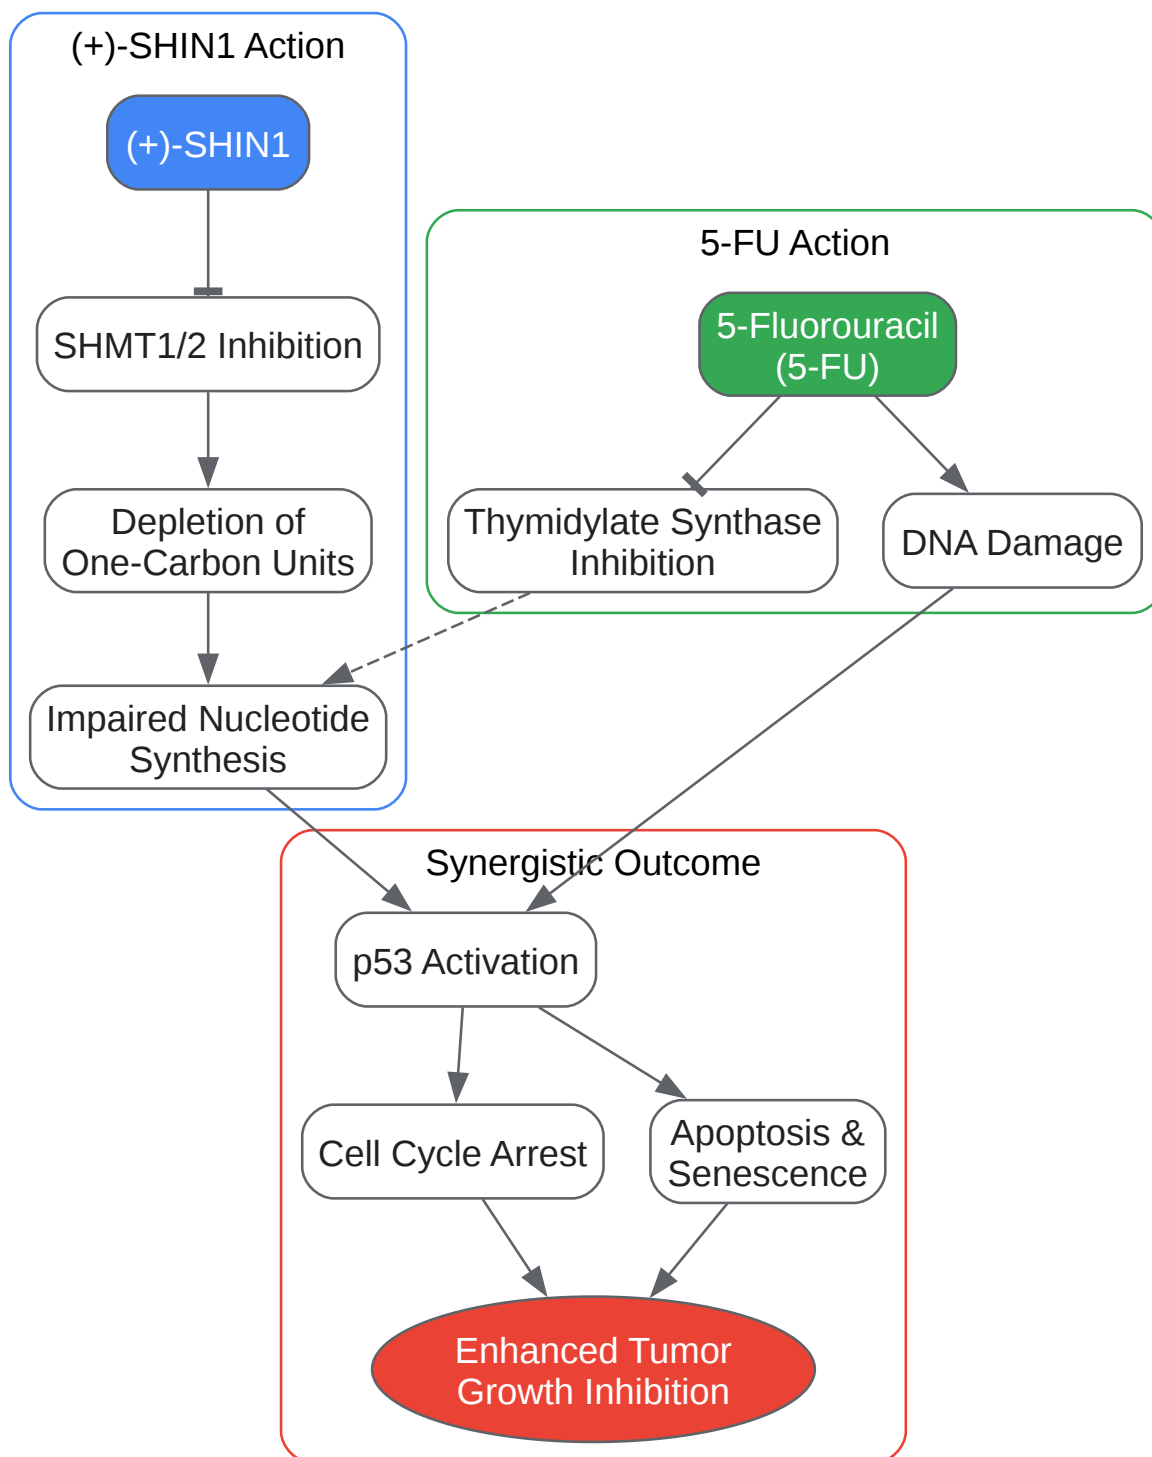 (+)-SHIN1 Action
(+)-SHIN1
SHMT1/2 Inhibition
Depletion of
One-Carbon Units
Impaired Nucleotide
Synthesis
5-FU Action
5-Fluorouracil
(5-FU)
Thymidylate Synthase
Inhibition
DNA Damage
Synergistic Outcome
p53 Activation
Cell Cycle Arrest
Apoptosis &
Senescence
Enhanced Tumor
Growth Inhibition